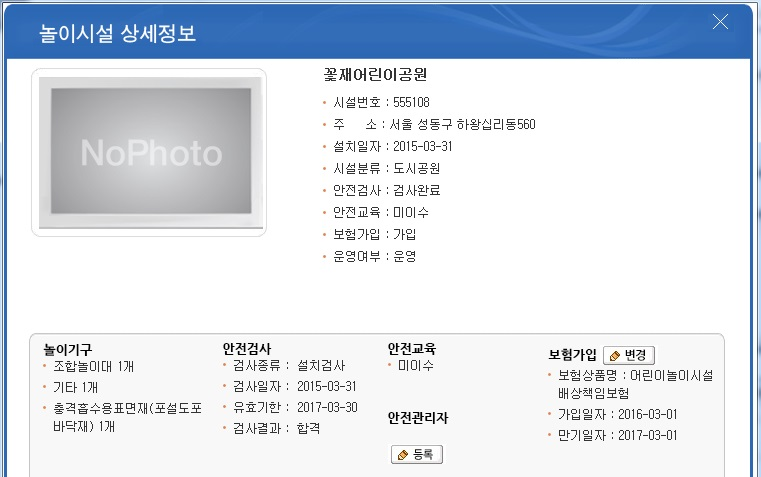 놀이시설 상세정보
NoPhoto
꽃재어린이공원
시설번호 : 555108
주 소 : 서울 성동구 하왕십리동560
설치일자 : 2015-03-31
시설분류 : 도시공원
안전검사 : 검사완료
안전교육 : 미이수
보험가입 : 가입
운영여부 : 운영
놀이기구
조합놀이대 1개
기타 1개
충격흡수용표면재(포설도포
바닥재) 1개
안전검사
검사종류 : 설치검사
검사일자 : 2015-03-31
유효기한 : 2017-03-30
검사결과 : 합격
안전교육
미이수
안전관리자
등록
보험가입 변경
보험상품명 : 어린이놀이시설
배상책임보험
가입일자 : 2016-03-01
만기일자 : 2017-03-01